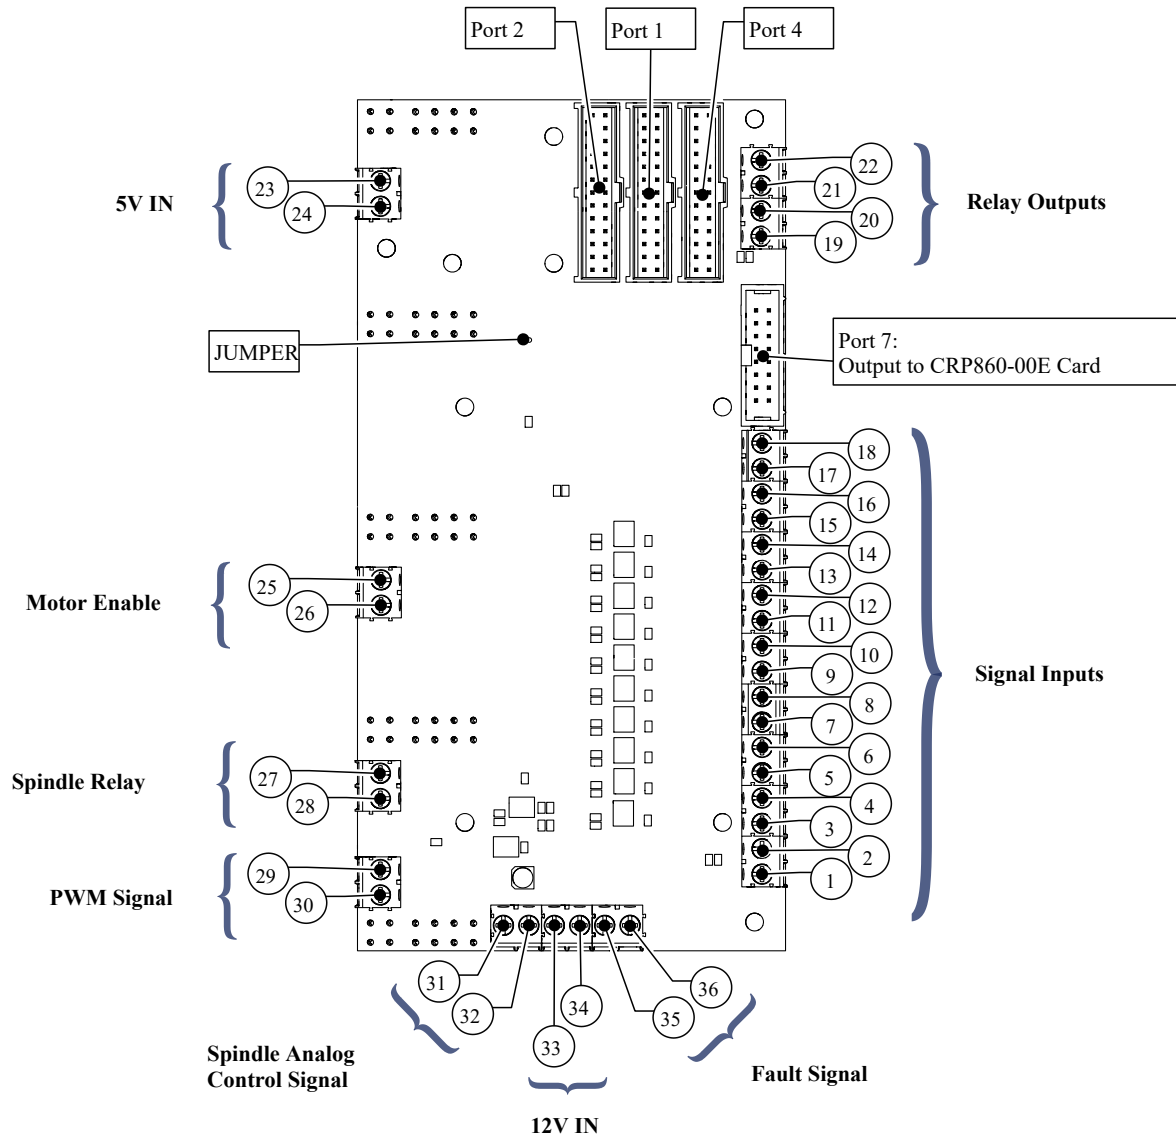 Port 2
Port 1
Port 4
5V IN
23
24
22
21
20
19
Relay Outputs
JUMPER
Port 7:
Output to CRP860-00E Card
18
17
16
15
14
13
12
11
10
9
8
7
6
5
4
3
2
1
Signal Inputs
Motor Enable
25
26
Spindle Relay
27
28
PWM Signal
29
30
31
32
33
34
35
36
Spindle Analog
Control Signal
12V IN
Fault Signal